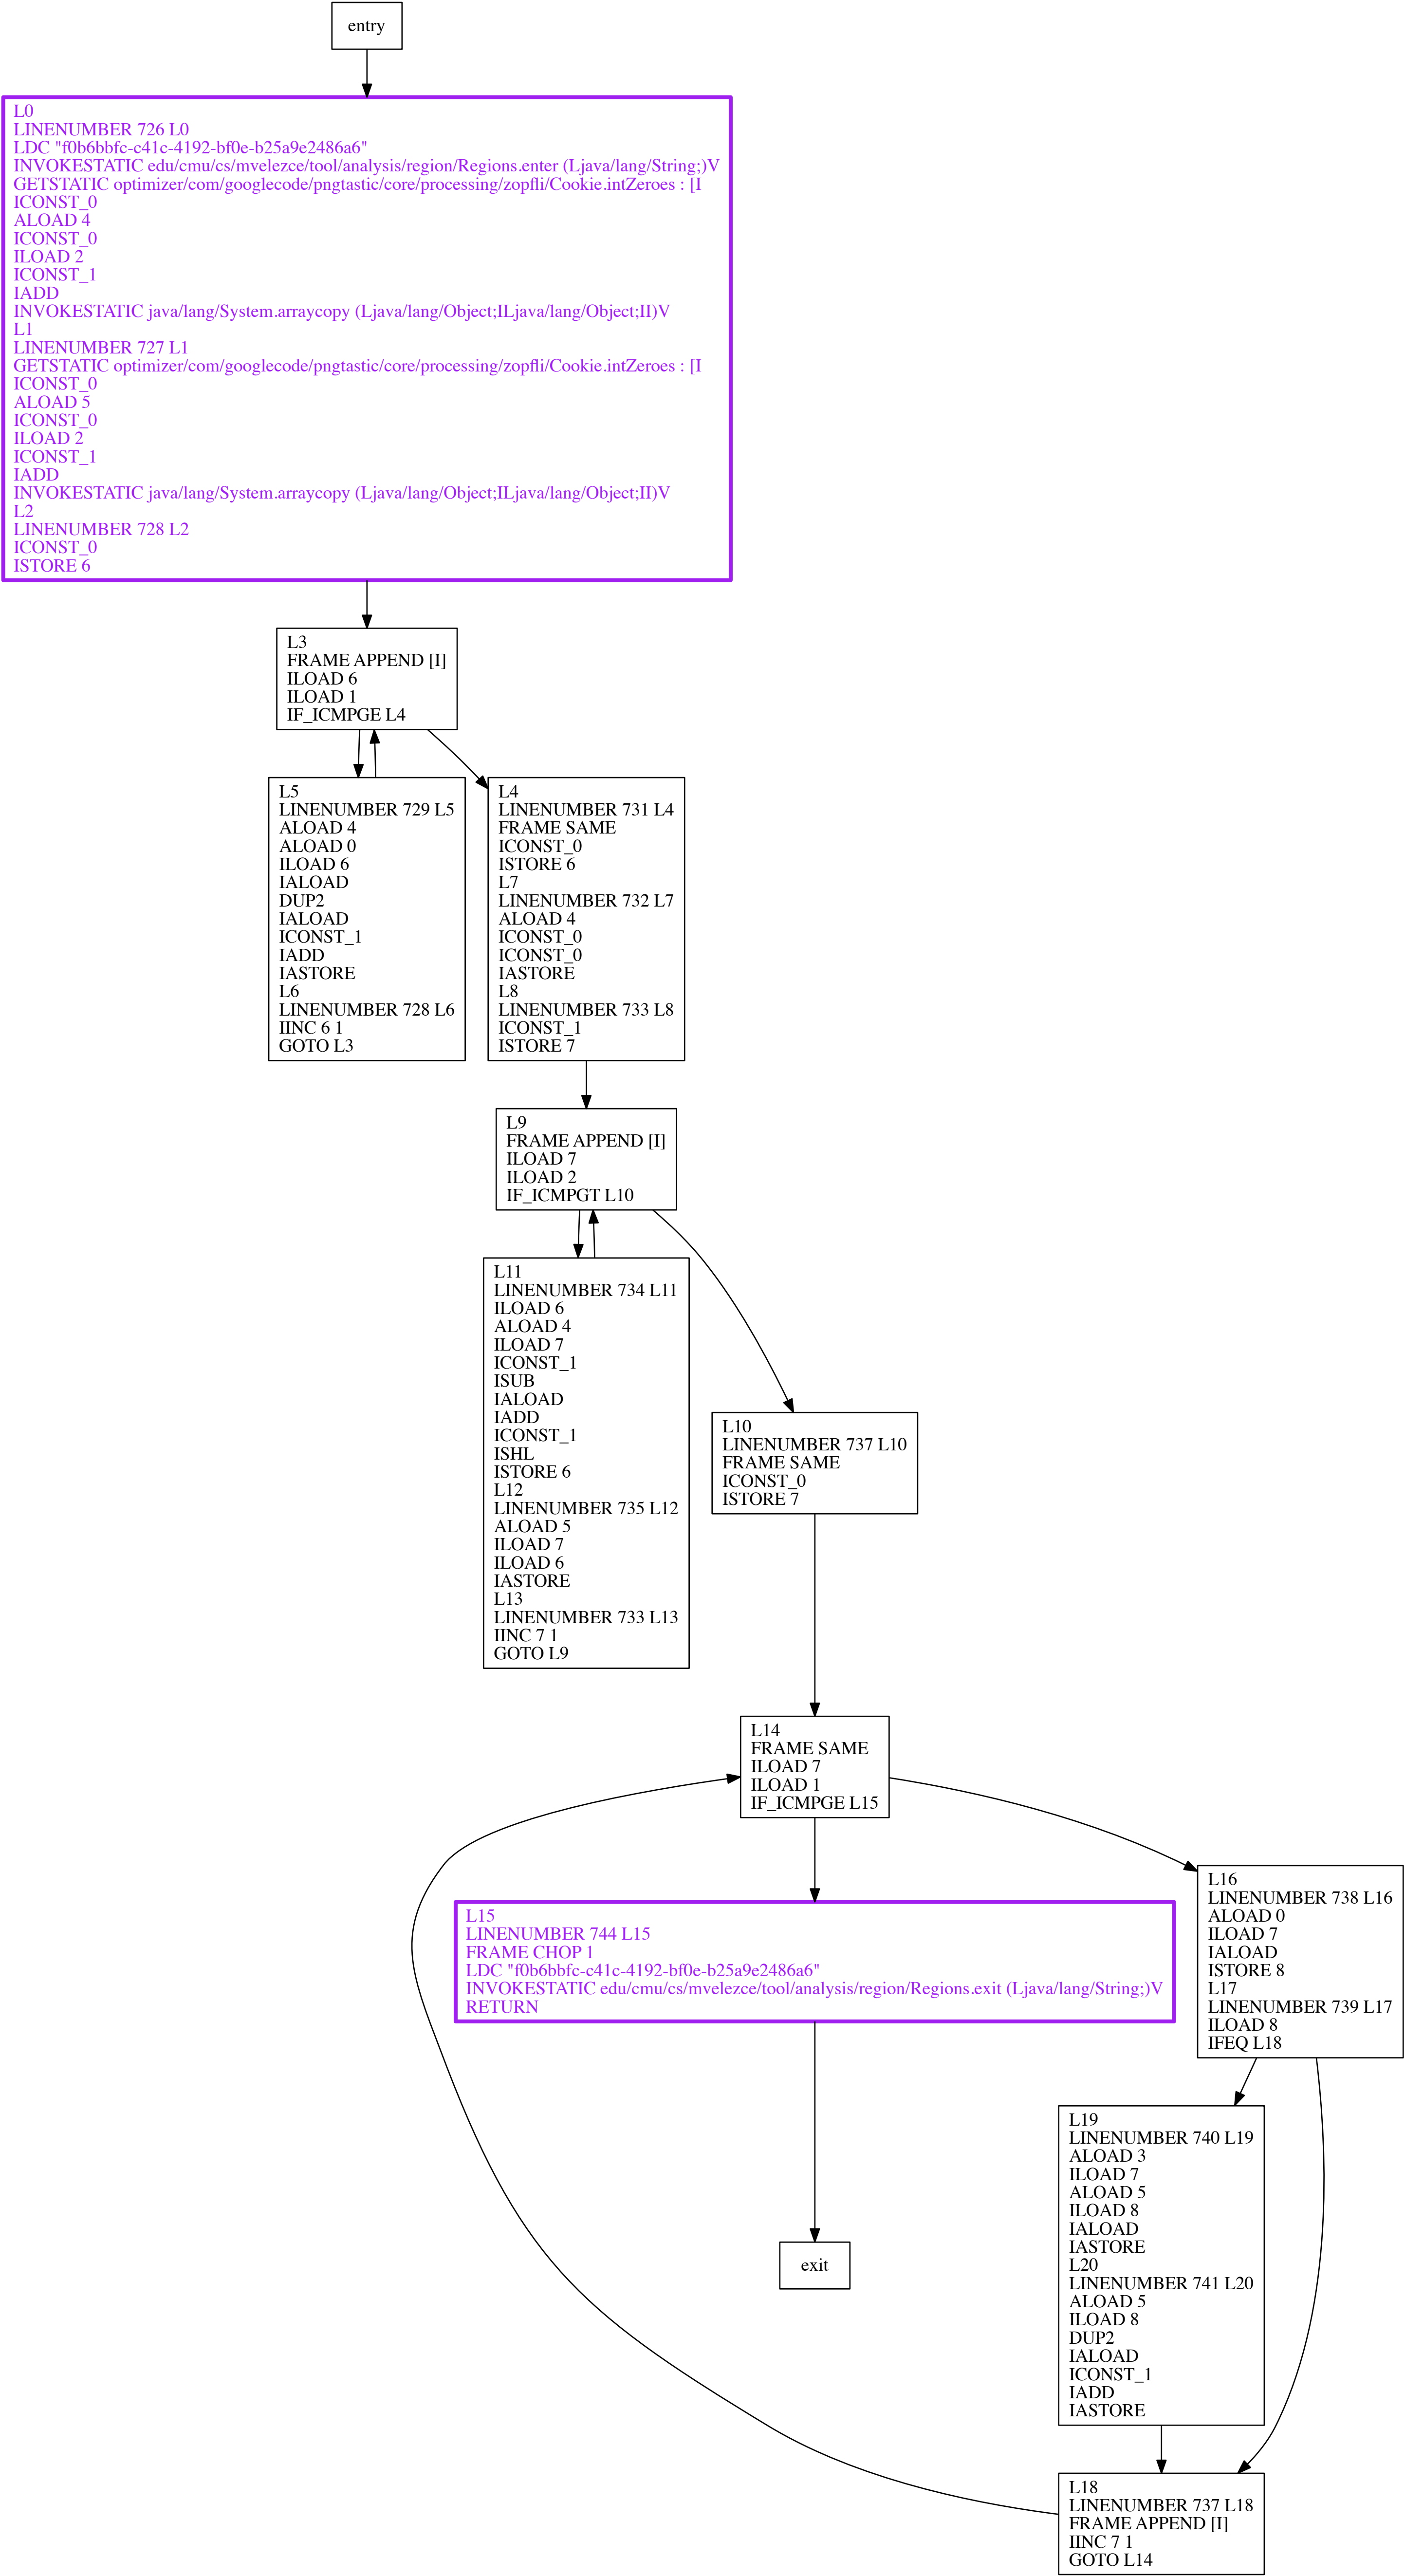 entry
L0
LINENUMBER 726 L0
LDC "f0b6bbfc-c41c-4192-bf0e-b25a9e2486a6"
INVOKESTATIC edu/cmu/cs/mvelezce/tool/analysis/region/Regions.enter (Ljava/lang/String;)V
GETSTATIC optimizer/com/googlecode/pngtastic/core/processing/zopfli/Cookie.intZeroes : [I
ICONST_0
ALOAD 4
ICONST_0
ILOAD 2
ICONST_1
IADD
INVOKESTATIC java/lang/System.arraycopy (Ljava/lang/Object;ILjava/lang/Object;II)V
L1
LINENUMBER 727 L1
GETSTATIC optimizer/com/googlecode/pngtastic/core/processing/zopfli/Cookie.intZeroes : [I
ICONST_0
ALOAD 5
ICONST_0
ILOAD 2
ICONST_1
IADD
INVOKESTATIC java/lang/System.arraycopy (Ljava/lang/Object;ILjava/lang/Object;II)V
L2
LINENUMBER 728 L2
ICONST_0
ISTORE 6
L3
FRAME APPEND [I]
ILOAD 6
ILOAD 1
IF_ICMPGE L4
L5
LINENUMBER 729 L5
ALOAD 4
ALOAD 0
ILOAD 6
IALOAD
DUP2
IALOAD
ICONST_1
IADD
IASTORE
L6
LINENUMBER 728 L6
IINC 6 1
GOTO L3
L4
LINENUMBER 731 L4
FRAME SAME
ICONST_0
ISTORE 6
L7
LINENUMBER 732 L7
ALOAD 4
ICONST_0
ICONST_0
IASTORE
L8
LINENUMBER 733 L8
ICONST_1
ISTORE 7
L9
FRAME APPEND [I]
ILOAD 7
ILOAD 2
IF_ICMPGT L10
L11
LINENUMBER 734 L11
ILOAD 6
ALOAD 4
ILOAD 7
ICONST_1
ISUB
IALOAD
IADD
ICONST_1
ISHL
ISTORE 6
L12
LINENUMBER 735 L12
ALOAD 5
ILOAD 7
ILOAD 6
IASTORE
L13
LINENUMBER 733 L13
IINC 7 1
GOTO L9
L10
LINENUMBER 737 L10
FRAME SAME
ICONST_0
ISTORE 7
L14
FRAME SAME
ILOAD 7
ILOAD 1
IF_ICMPGE L15
L15
LINENUMBER 744 L15
FRAME CHOP 1
LDC "f0b6bbfc-c41c-4192-bf0e-b25a9e2486a6"
INVOKESTATIC edu/cmu/cs/mvelezce/tool/analysis/region/Regions.exit (Ljava/lang/String;)V
RETURN
L16
LINENUMBER 738 L16
ALOAD 0
ILOAD 7
IALOAD
ISTORE 8
L17
LINENUMBER 739 L17
ILOAD 8
IFEQ L18
L19
LINENUMBER 740 L19
ALOAD 3
ILOAD 7
ALOAD 5
ILOAD 8
IALOAD
IASTORE
L20
LINENUMBER 741 L20
ALOAD 5
ILOAD 8
DUP2
IALOAD
ICONST_1
IADD
IASTORE
exit
L18
LINENUMBER 737 L18
FRAME APPEND [I]
IINC 7 1
GOTO L14